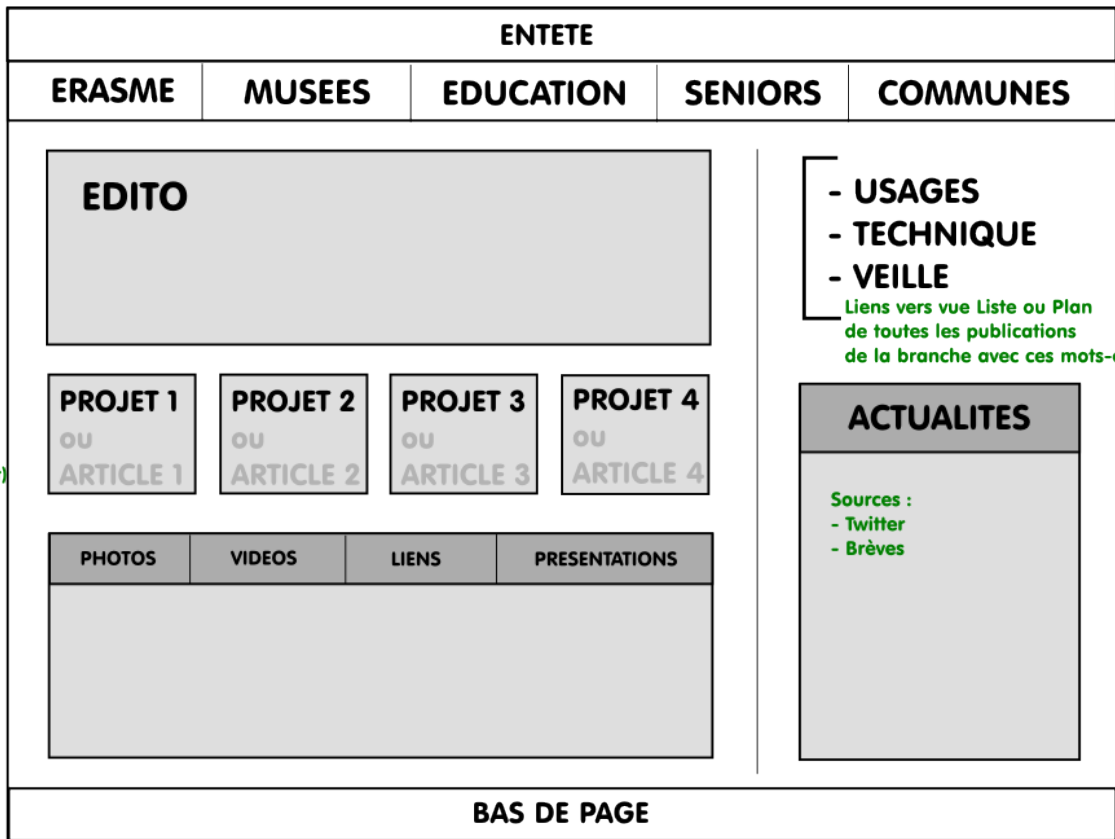 ENTETE
ERASME MUSEES EDUCATION SENIORS COMMUNES
EDITO
PROJET 1
ou
ARTICLE 1
PROJET 2
ou
ARTICLE 2
PROJET 3
ou
ARTICLE 3
PROJET 4
ou
ARTICLE 4
PHOTOS VIDEOS LIENS PRESENTATIONS
- USAGES
- TECHNIQUE
- VEILLE
Liens vers vue Liste ou Plan
de toutes les publications
de la branche avec ces
ACTUALITES
Sources :
- Twitter
- Brèves
BAS DE PAGE